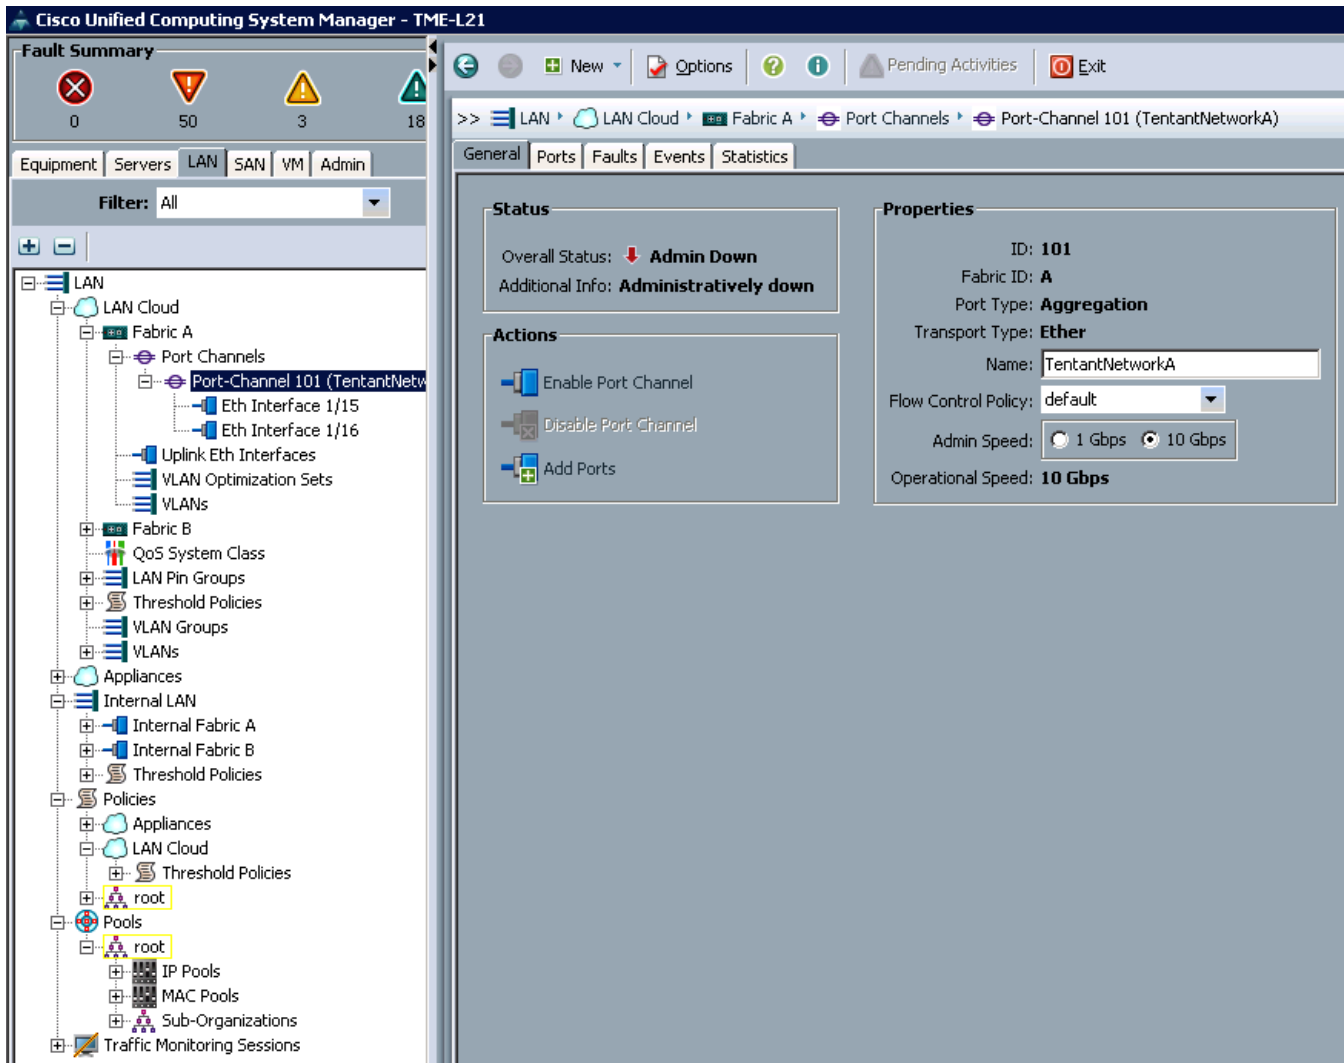 Cisco Unified Computing System Manager - TME-L21
Fault Summary
0 50 3 18
Equipment Servers LAN SAN VM Admin
Filter: All
LAN
LAN Cloud
Fabric A
Port Channels
Port-Channel 101 (TentantNetw
Eth Interface 1/15
Eth Interface 1/16
Uplink Eth Interfaces
VLAN Optimization Sets
VLANs
Fabric B
QoS System Class
LAN Pin Groups
Threshold Policies
VLAN Groups
VLANs
Appliances
Internal LAN
Internal Fabric A
Internal Fabric B
Threshold Policies
Policies
Appliances
LAN Cloud
Threshold Policies
root
Pools
root
IP Pools
MAC Pools
Sub-Organizations
Traffic Monitoring Sessions
New Options Pending Activities Exit
>> LAN LAN Cloud Fabric A Port Channels Port-Channel 101 (TentantNetworkA)
General Ports Faults Events Statistics
Status
Overall Status: Admin Down
Additional Info: Administratively down
Actions
Enable Port Channel
Disable Port Channel
Add Ports
Properties
ID: 101
Fabric ID: A
Port Type: Aggregation
Transport Type: Ether
Name: TentantNetworkA
Flow Control Policy: default
Admin Speed: 1 Gbps 10 Gbps
Operational Speed: 10 Gbps